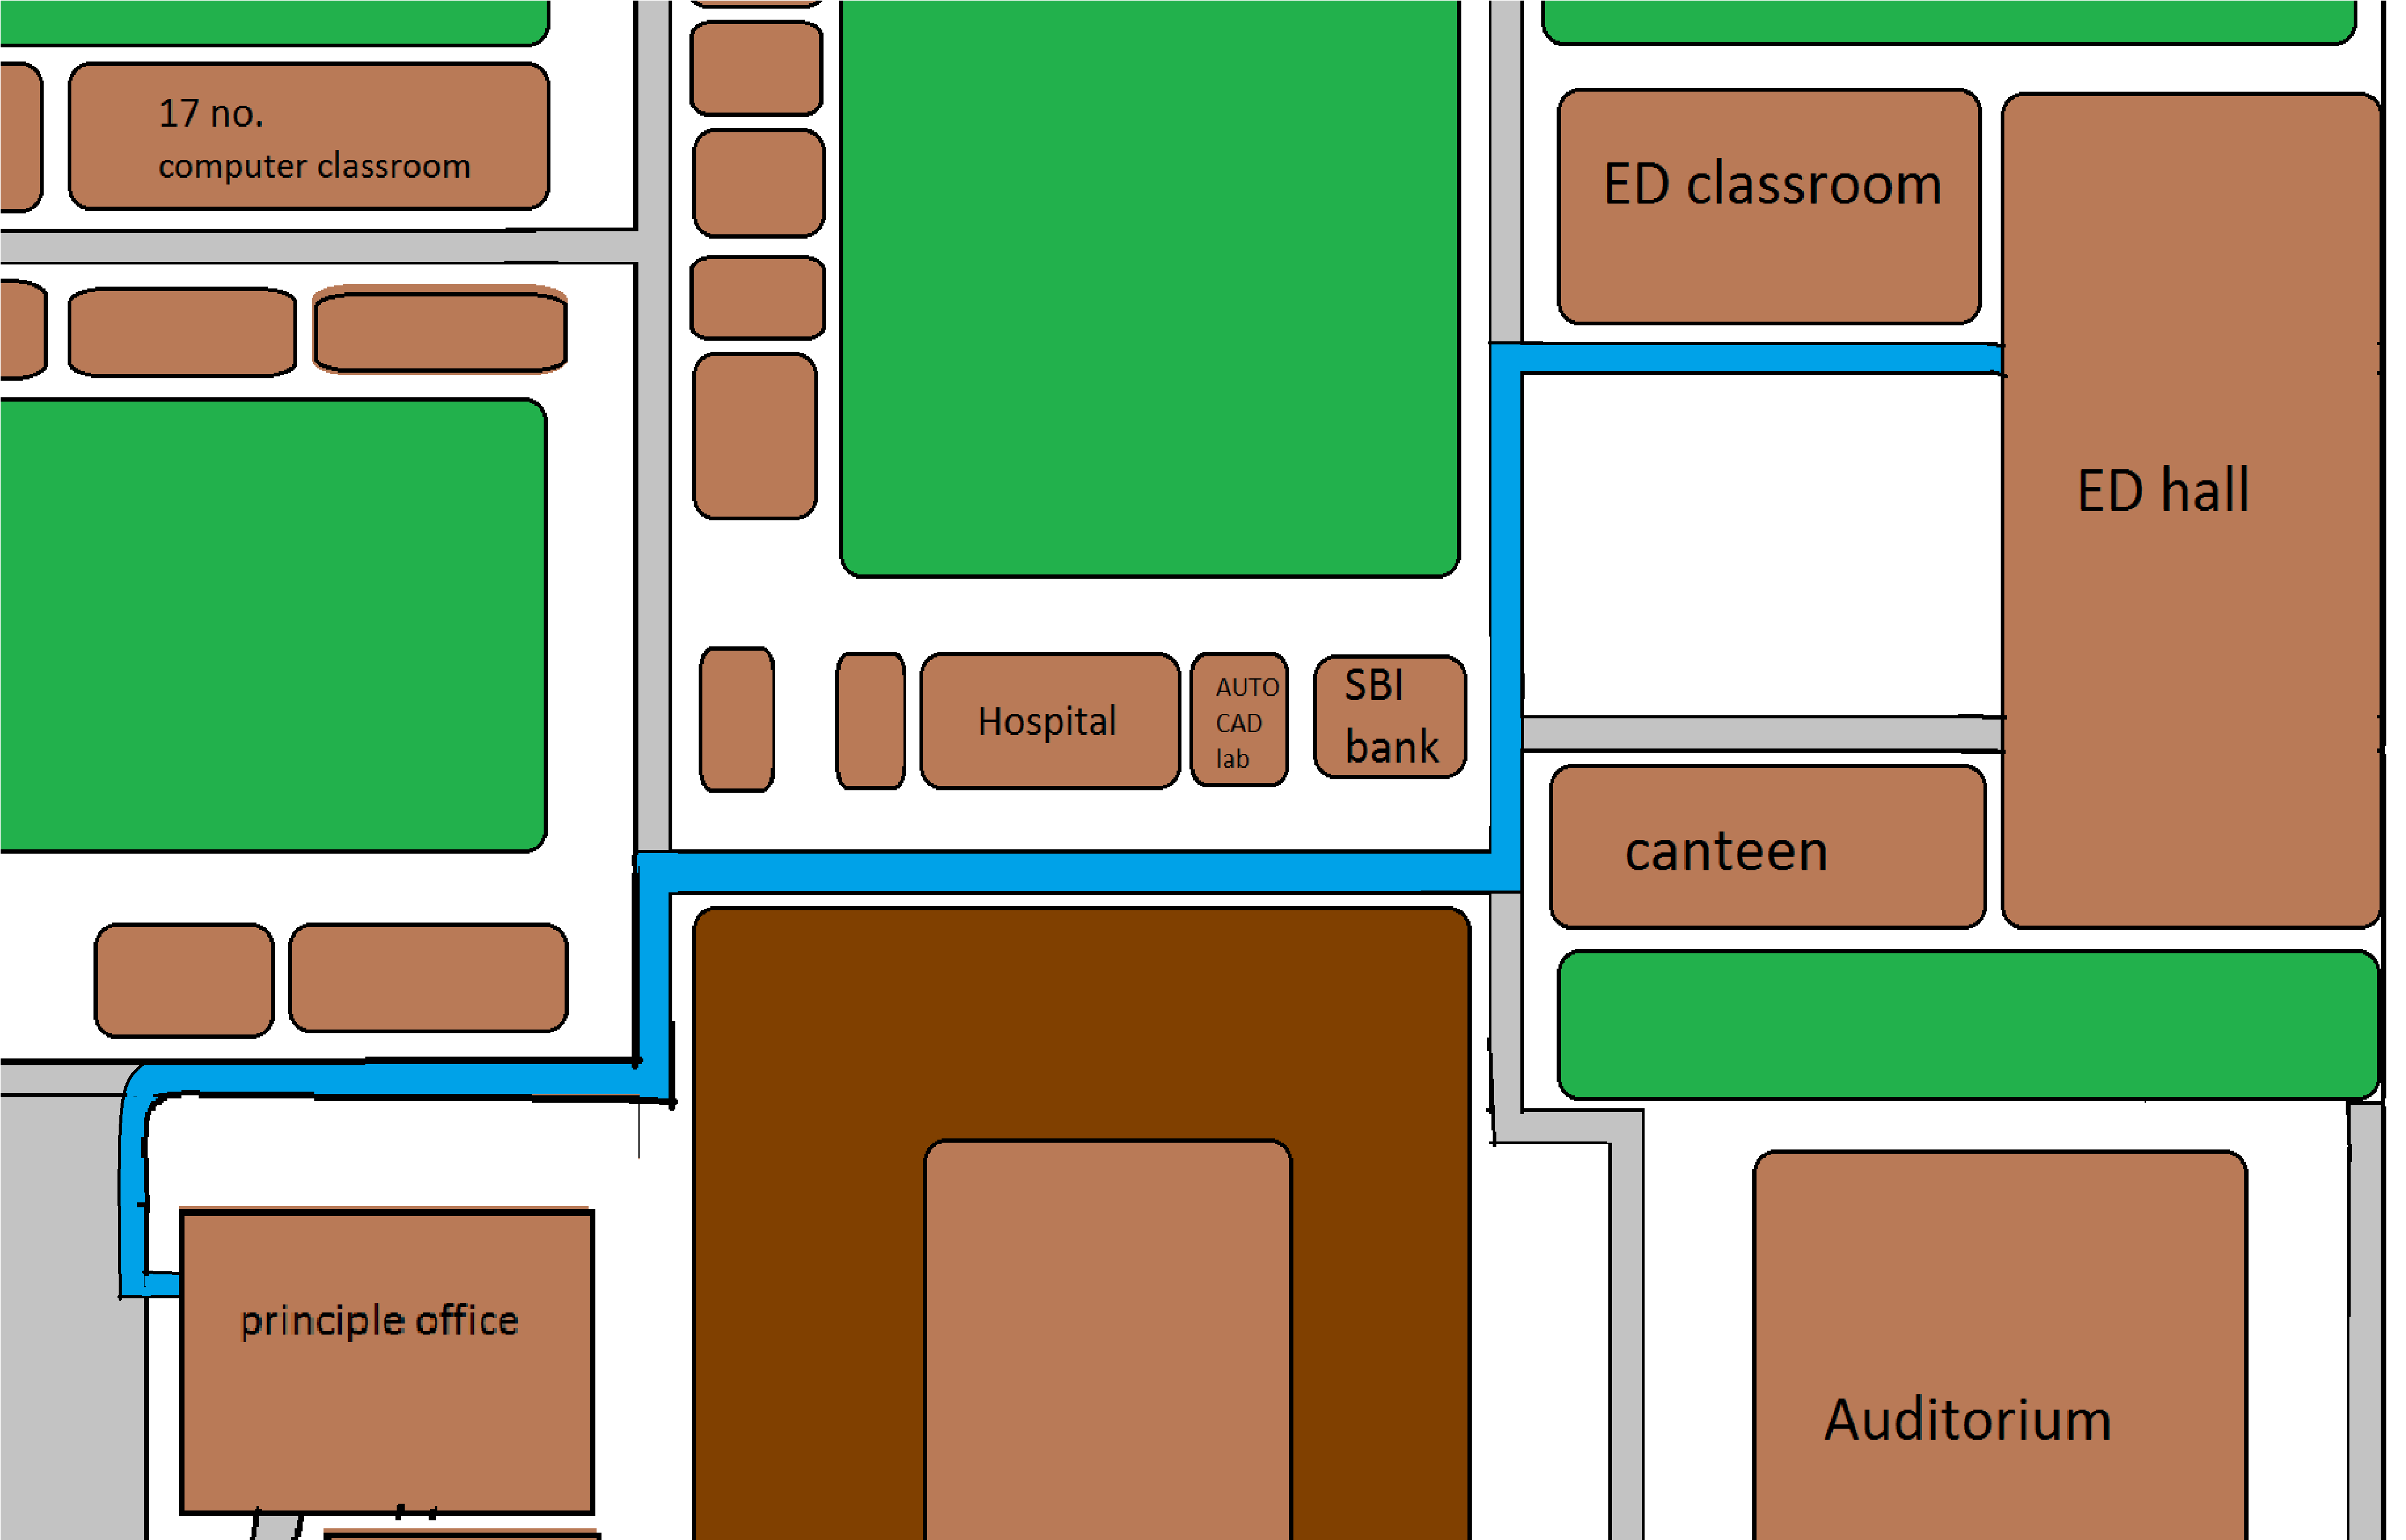 17 no.
computer classroom
ED classroom
ED hall
Hospital
AUTO
CAD
lab
SBI
bank
canteen
principle office
Auditorium